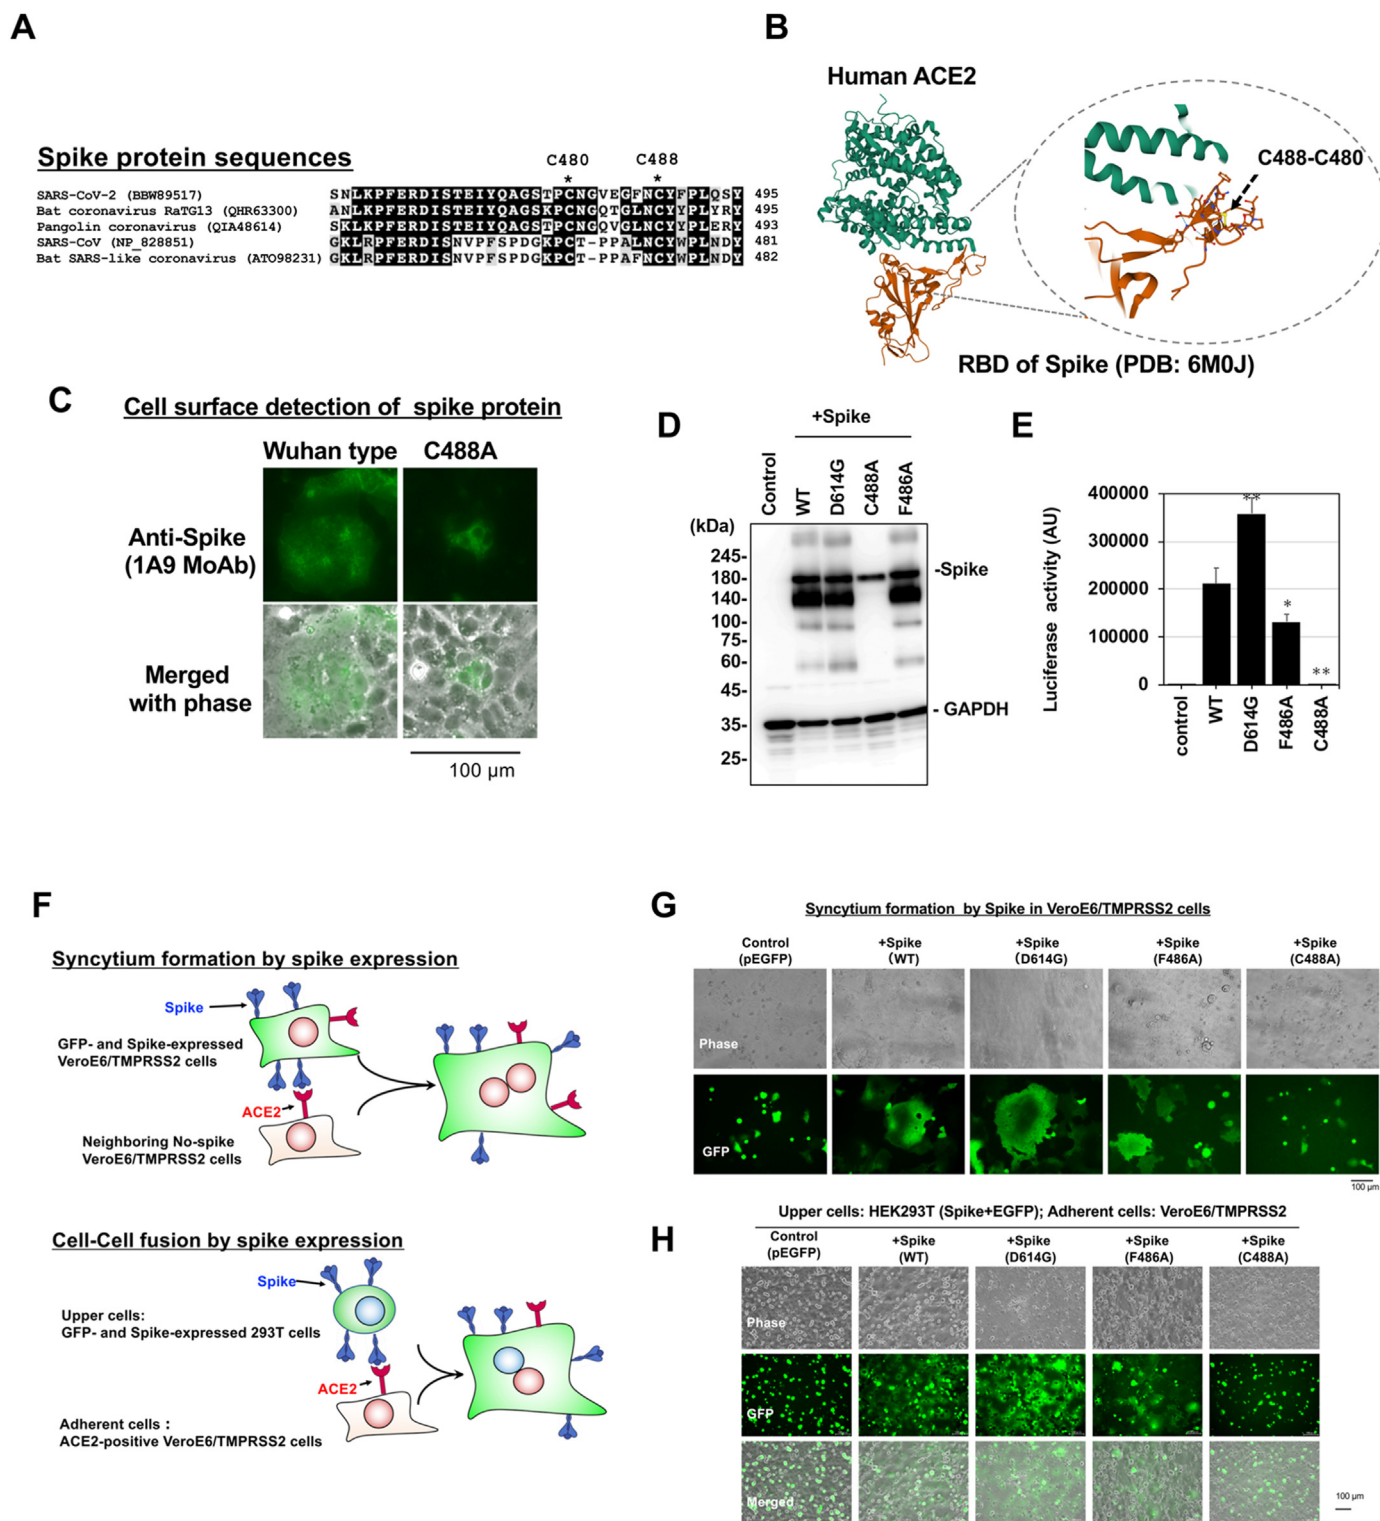 A
Spike protein sequences
C480 C488
* *
SARS-CoV-2 (BBW89517) SNLKPFERDISTEIYQAGSTPCNGVEGFNCYFPLQSY 495
Bat coronavirus RaTG13 (QHR63300) ANLKPFERDISTEIYQAGSKPCNGQTGLNCYYPLYRY 495
Pangolin coronavirus (QIA48614) SKLKPFERDISTEIYQAGSTPCNGVEGFNCYFPLQSY 493
SARS-CoV (NP_828851) GKLRPFERDISNVPFSPDGKPCT-PPALNCYWPLNDY 481
Bat SARS-like coronavirus (ATO98231) GKLRPFERDISNVPFSPDGKPCT-PPAFNCYWPLNDY 482
B
Human ACE2
C488-C480
RBD of Spike (PDB: 6M0J)
C
Cell surface detection of spike protein
Wuhan type C488A
Anti-Spike
(1A9 MoAb)
Merged
with phase
100 μm
D
+Spike
Control WT D614G C488A F486A
(kDa)
245-
180-
140-
100-
75-
60-
45-
35-
25-
-Spike
- GAPDH
E
Luciferase activity (AU)
400000
300000
200000
100000
0
**
*
**
control WT D614G F486A C488A
F
Syncytium formation by spike expression
Spike
GFP- and Spike-expressed
VeroE6/TMPRSS2 cells
ACE2
Neighboring No-spike
VeroE6/TMPRSS2 cells
Cell-Cell fusion by spike expression
Spike
Upper cells:
GFP- and Spike-expressed 293T cells
ACE2
Adherent cells :
ACE2-positive VeroE6/TMPRSS2 cells
G
Syncytium formation by Spike in VeroE6/TMPRSS2 cells
Control +Spike +Spike +Spike +Spike
(pEGFP) (WT) (D614G) (F486A) (C488A)
Phase
GFP
100 μm
H
Upper cells: HEK293T (Spike+EGFP); Adherent cells: VeroE6/TMPRSS2
Control +Spike +Spike +Spike +Spike
(pEGFP) (WT) (D614G) (F486A) (C488A)
Phase
GFP
Merged
100 μm